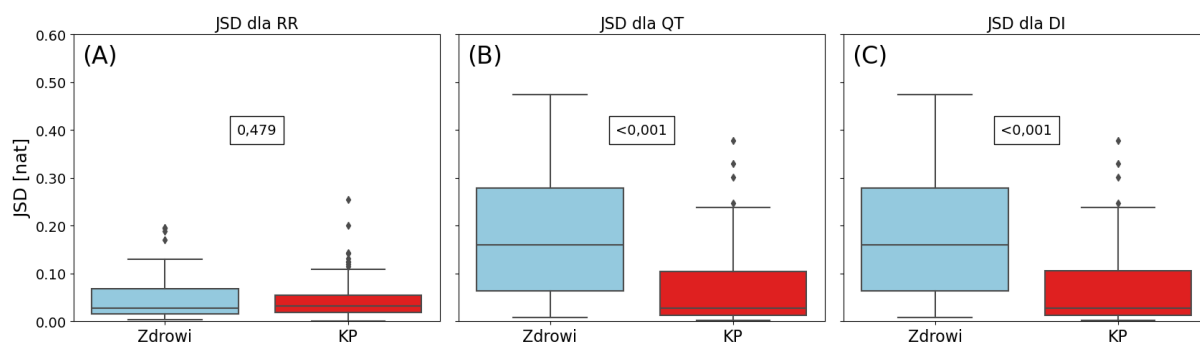 JSD dla RR
JSD dla QT
JSD dla DI
(A)
(B)
(C)
0,479
<0,001
<0,001
JSD [nat]
0.60
0.50
0.40
0.30
0.20
0.10
0.00
Zdrowi
KP
Zdrowi
KP
Zdrowi
KP